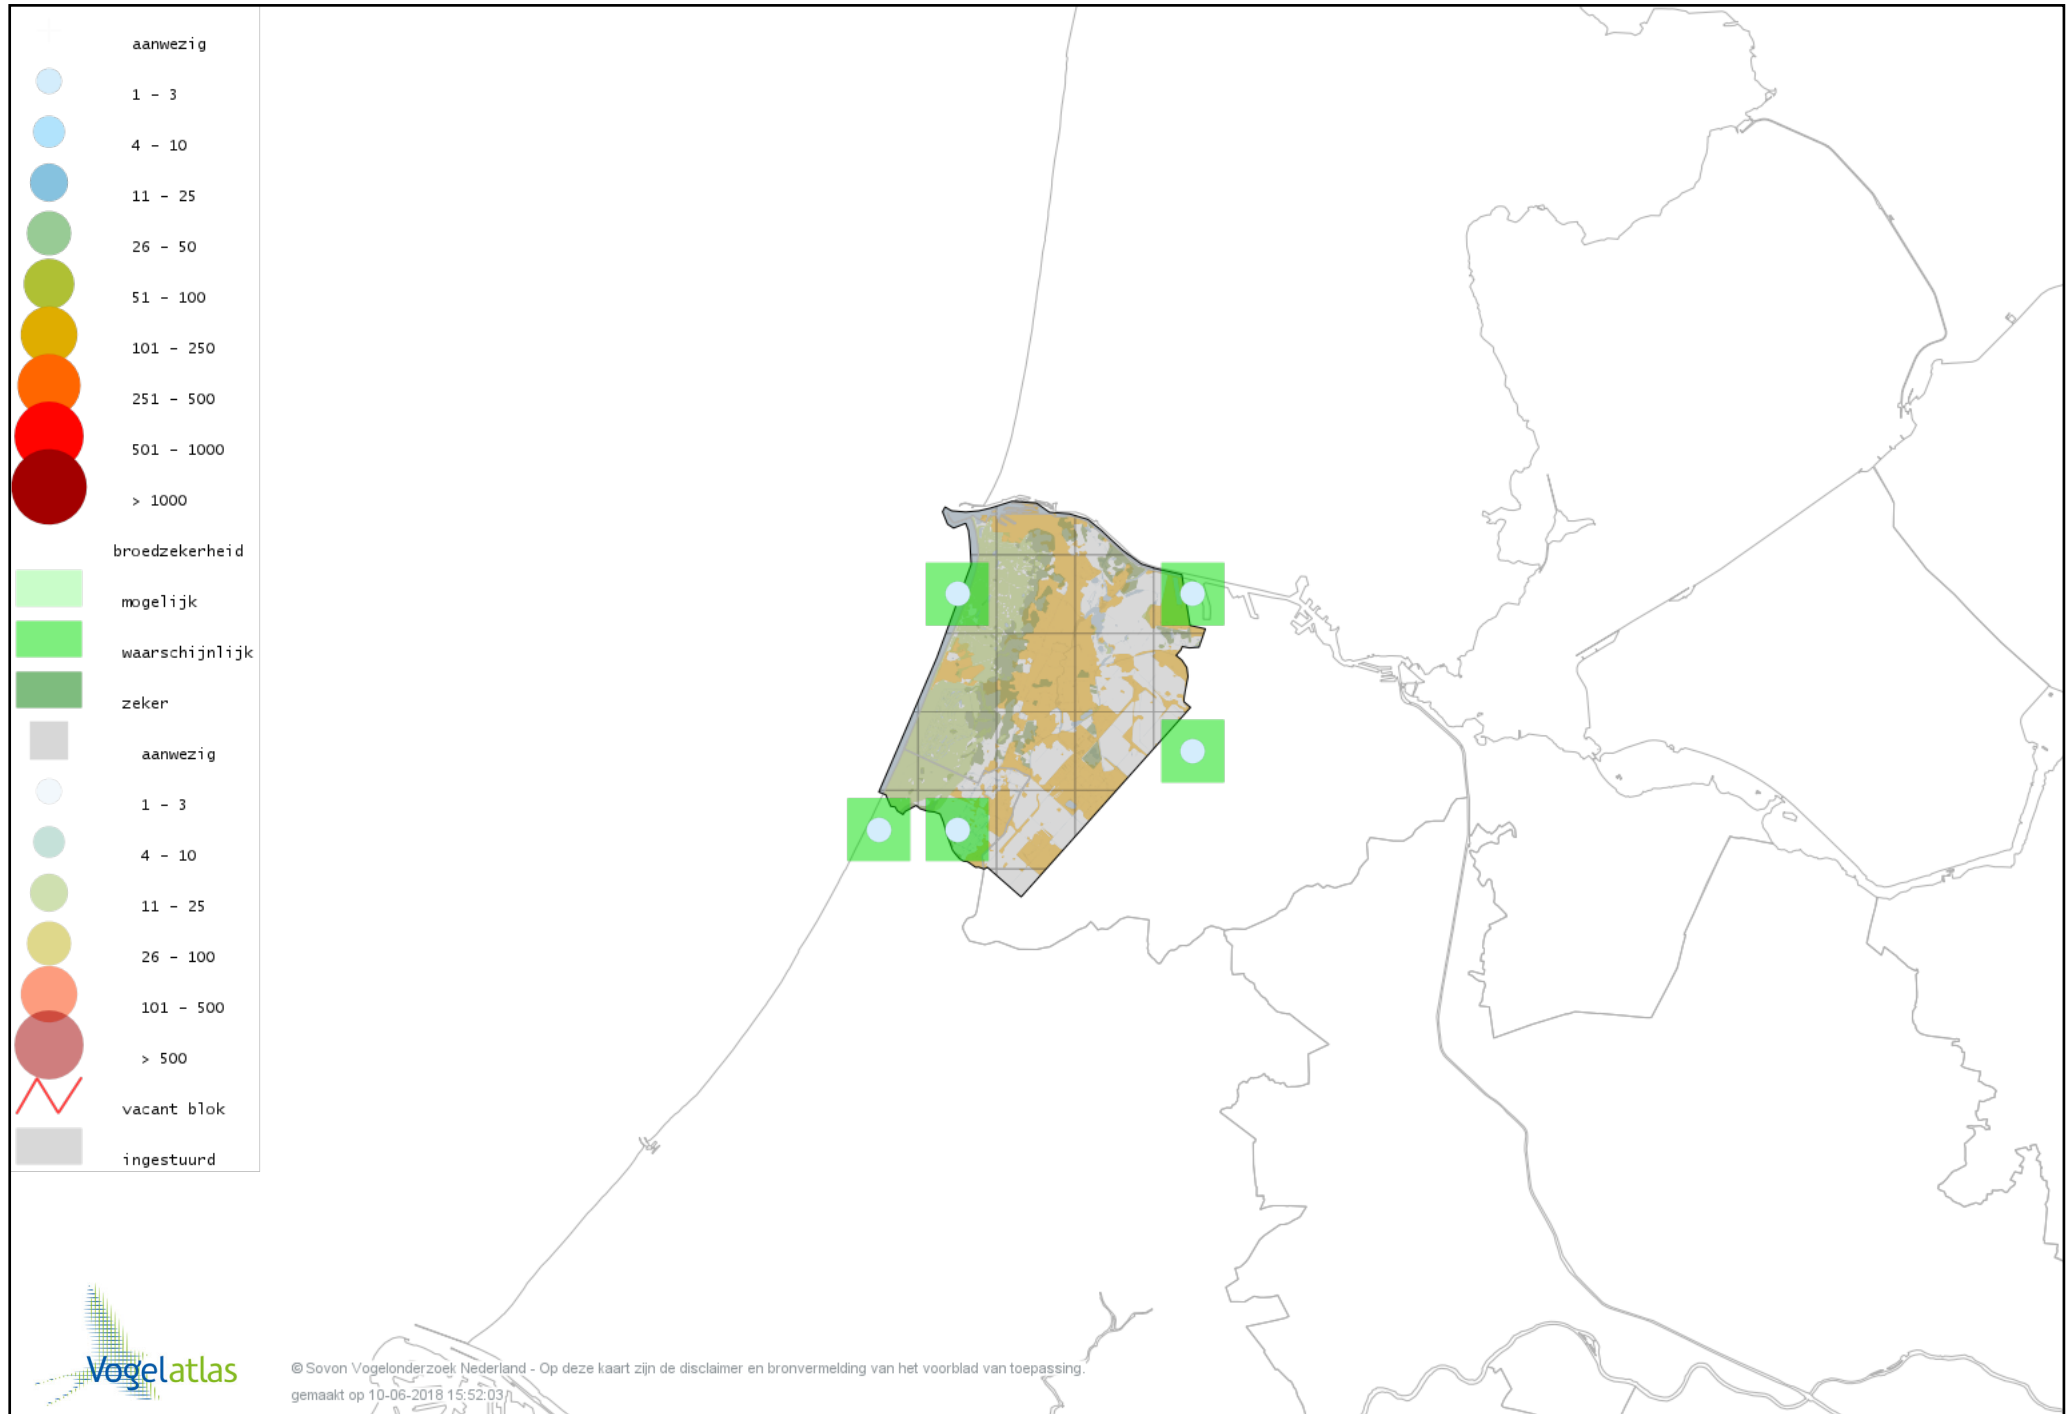 aanwezig
1 – 3
4 – 10
11 – 25
26 – 50
51 – 100
101 – 250
251 – 500
501 – 1000
> 1000
broedzekerheid
mogelijk
waarschijnlijk
zeker
aanwezig
1 – 3
4 – 10
11 – 25
26 – 100
101 – 500
> 500
vacant blok
ingestuurd
Vogelatlas
© Sovon Vogelonderzoek Nederland - Op deze kaart zijn de disclaimer en bronvermelding van het voorblad van toepassing.
gemaakt op 10-06-2018 15:52:03